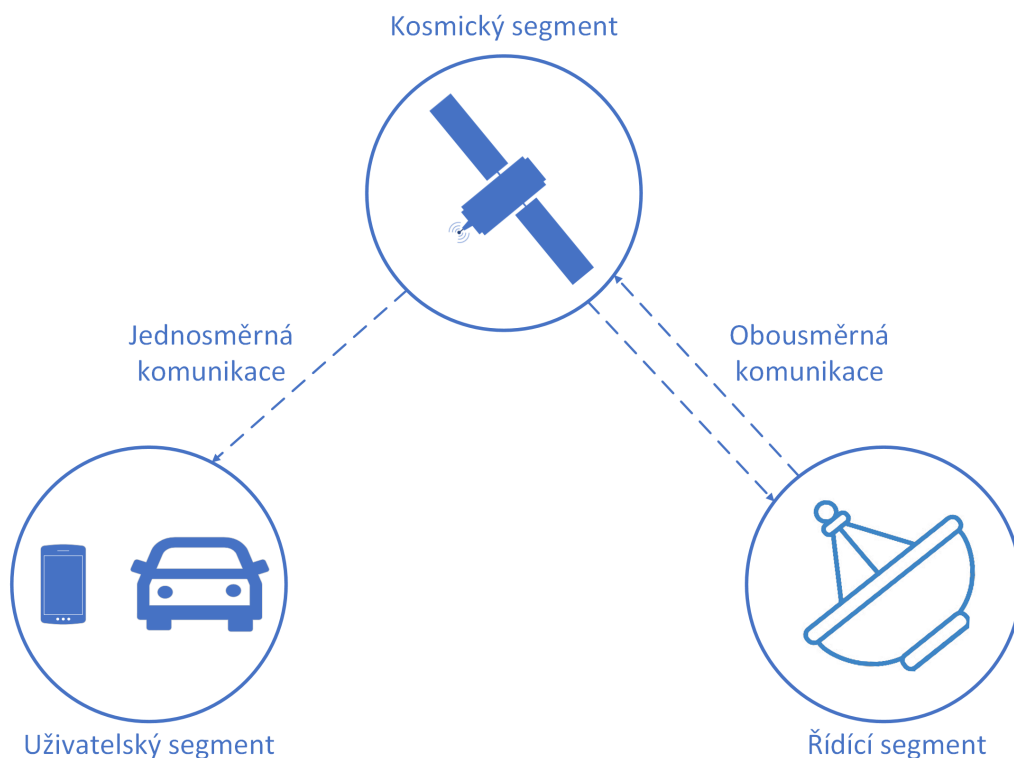 Kosmický segment
Jednosměrná
komunikace
Obousměrná
komunikace
Uživatelský segment
Řídící segment